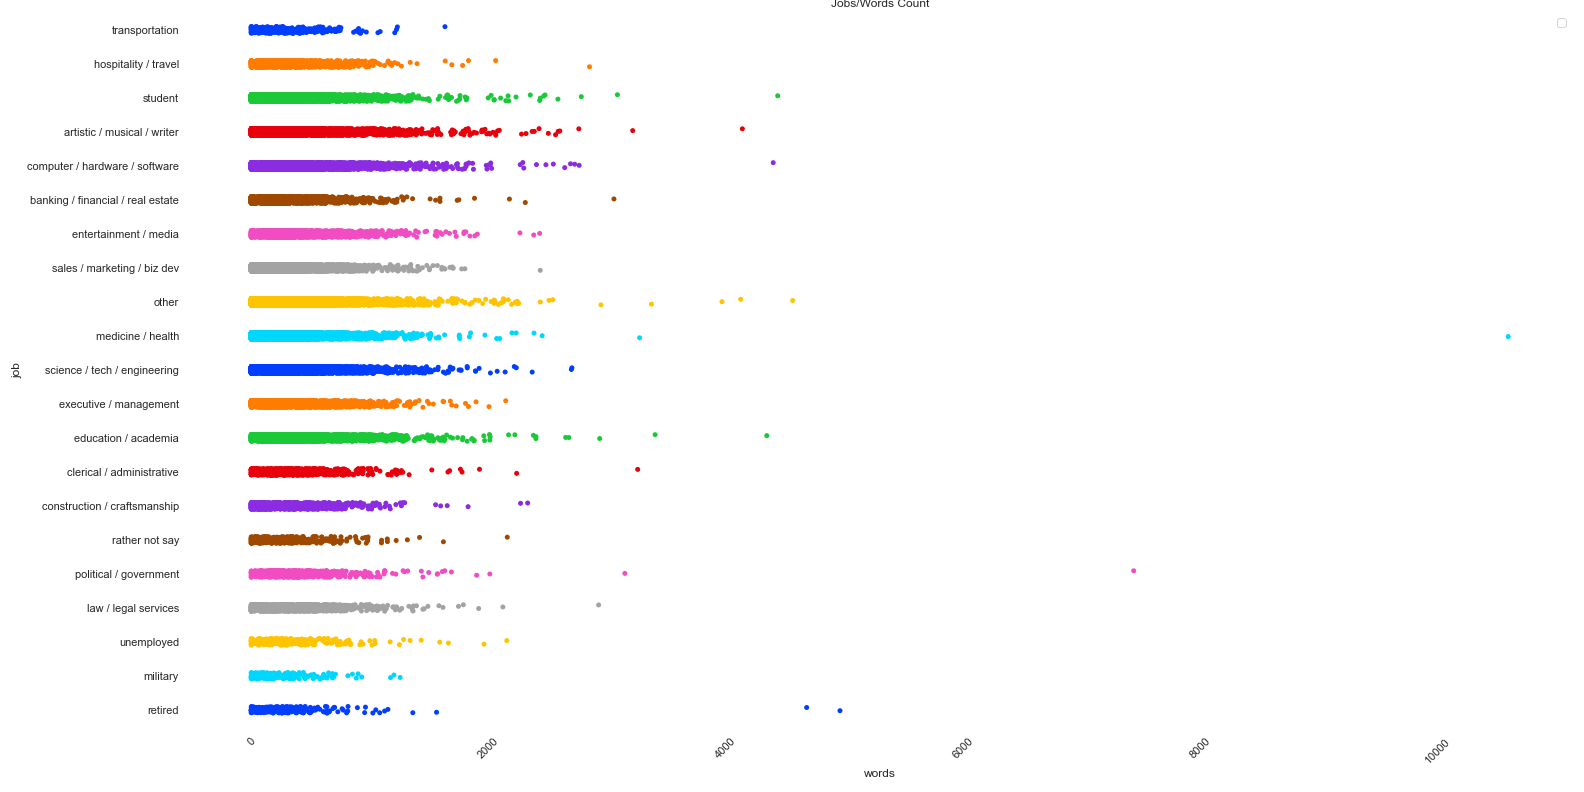 Jobs/Words Count
transportation
hospitality / travel
student
artistic / musical / writer
computer / hardware / software
banking / financial / real estate
entertainment / media
sales / marketing / biz dev
other
medicine / health
job
science / tech / engineering
executive / management
education / academia
clerical / administrative
construction / craftsmanship
rather not say
political / government
law / legal services
unemployed
military
retired
0 2000 4000 6000 8000 10000
words